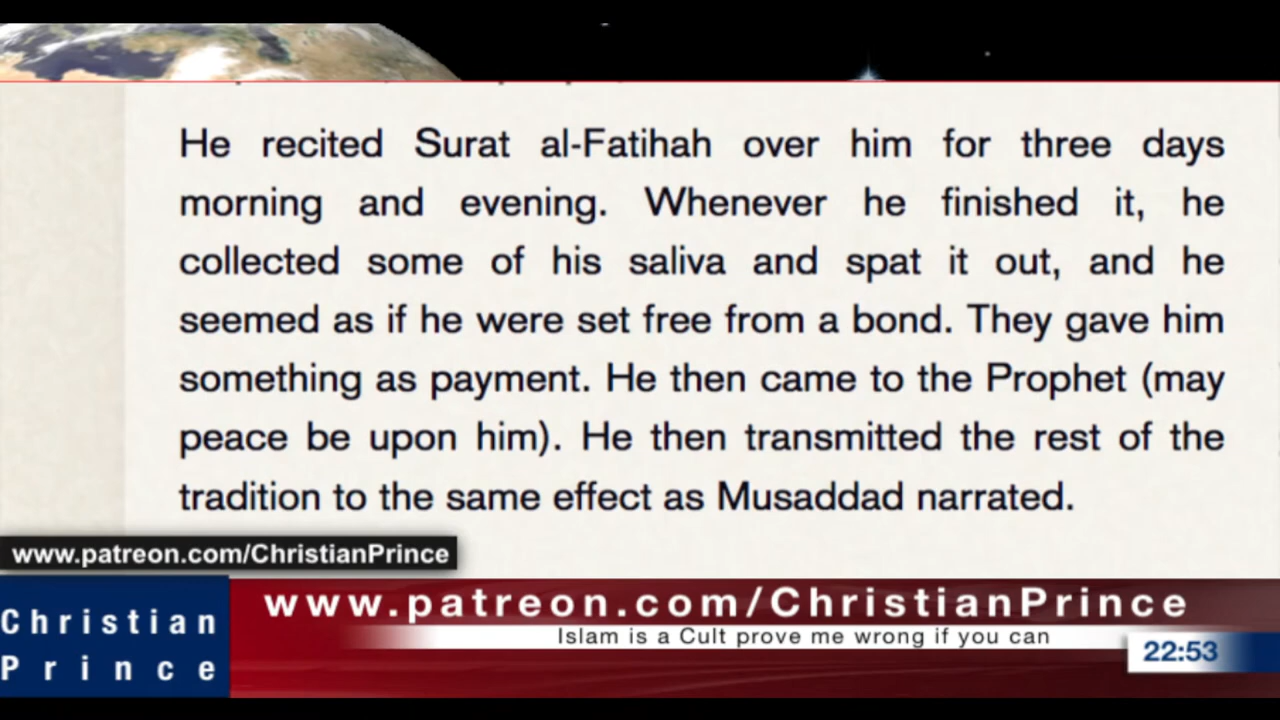 He recited Surat al-Fatihah over him for three days
morning and evening. Whenever he finished it, he
collected some of his saliva and spat it out, and he
seemed as if he were set free from a bond. They gave him
something as payment. He then came to the Prophet (may
peace be upon him). He then transmitted the rest of the
tradition to the same effect as Musaddad narrated.
www.patreon.com/ChristianPrince
Christian
Prince
www.patreon.com/ChristianPrince
Islam is a Cult prove me wrong if you can
22:53